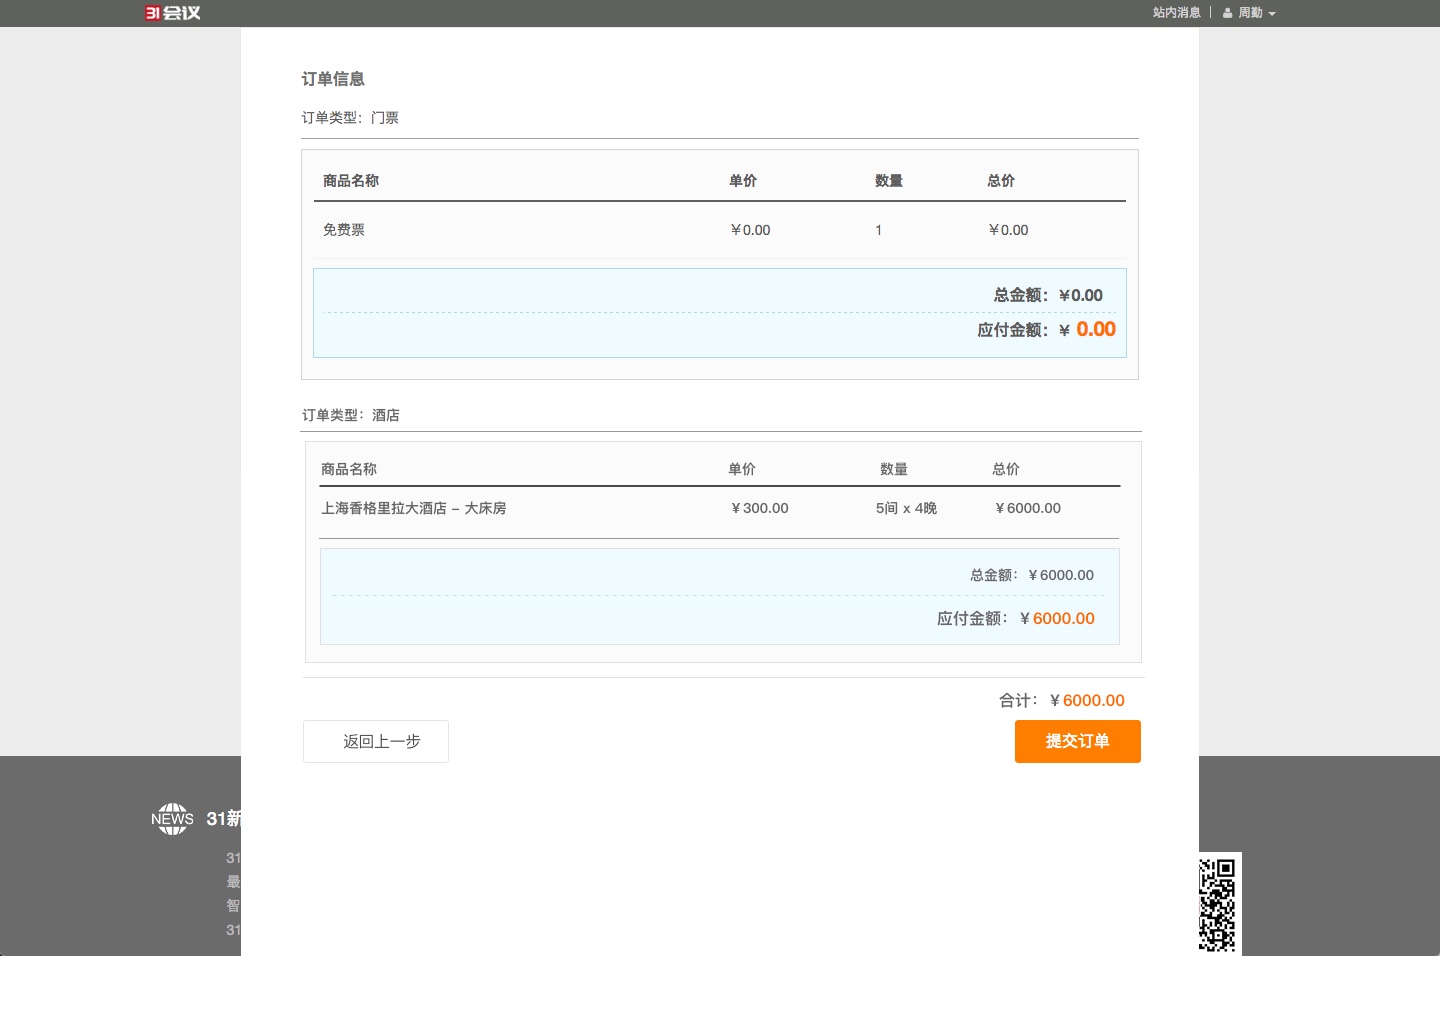 31会议
站内消息 周勤
订单信息
订单类型：门票
商品名称 单价 数量 总价
免费票 ￥0.00 1 ￥0.00
总金额：￥0.00
应付金额：￥ 0.00
订单类型：酒店
商品名称 单价 数量 总价
上海香格里拉大酒店 – 大床房 ￥300.00 5间 x 4晚 ￥6000.00
总金额：￥6000.00
应付金额：￥6000.00
合计：￥6000.00
返回上一步 提交订单
NEWS 31新
31
最
智
31